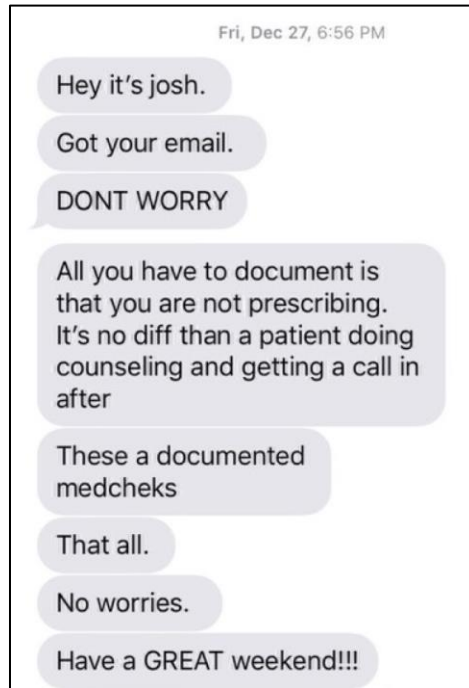 Fri, Dec 27, 6:56 PM
Hey it's josh.
Got your email.
DONT WORRY
All you have to document is
that you are not prescribing.
It's no diff than a patient doing
counseling and getting a call in
after
These a documented
medcheks
That all.
No worries.
Have a GREAT weekend!!!